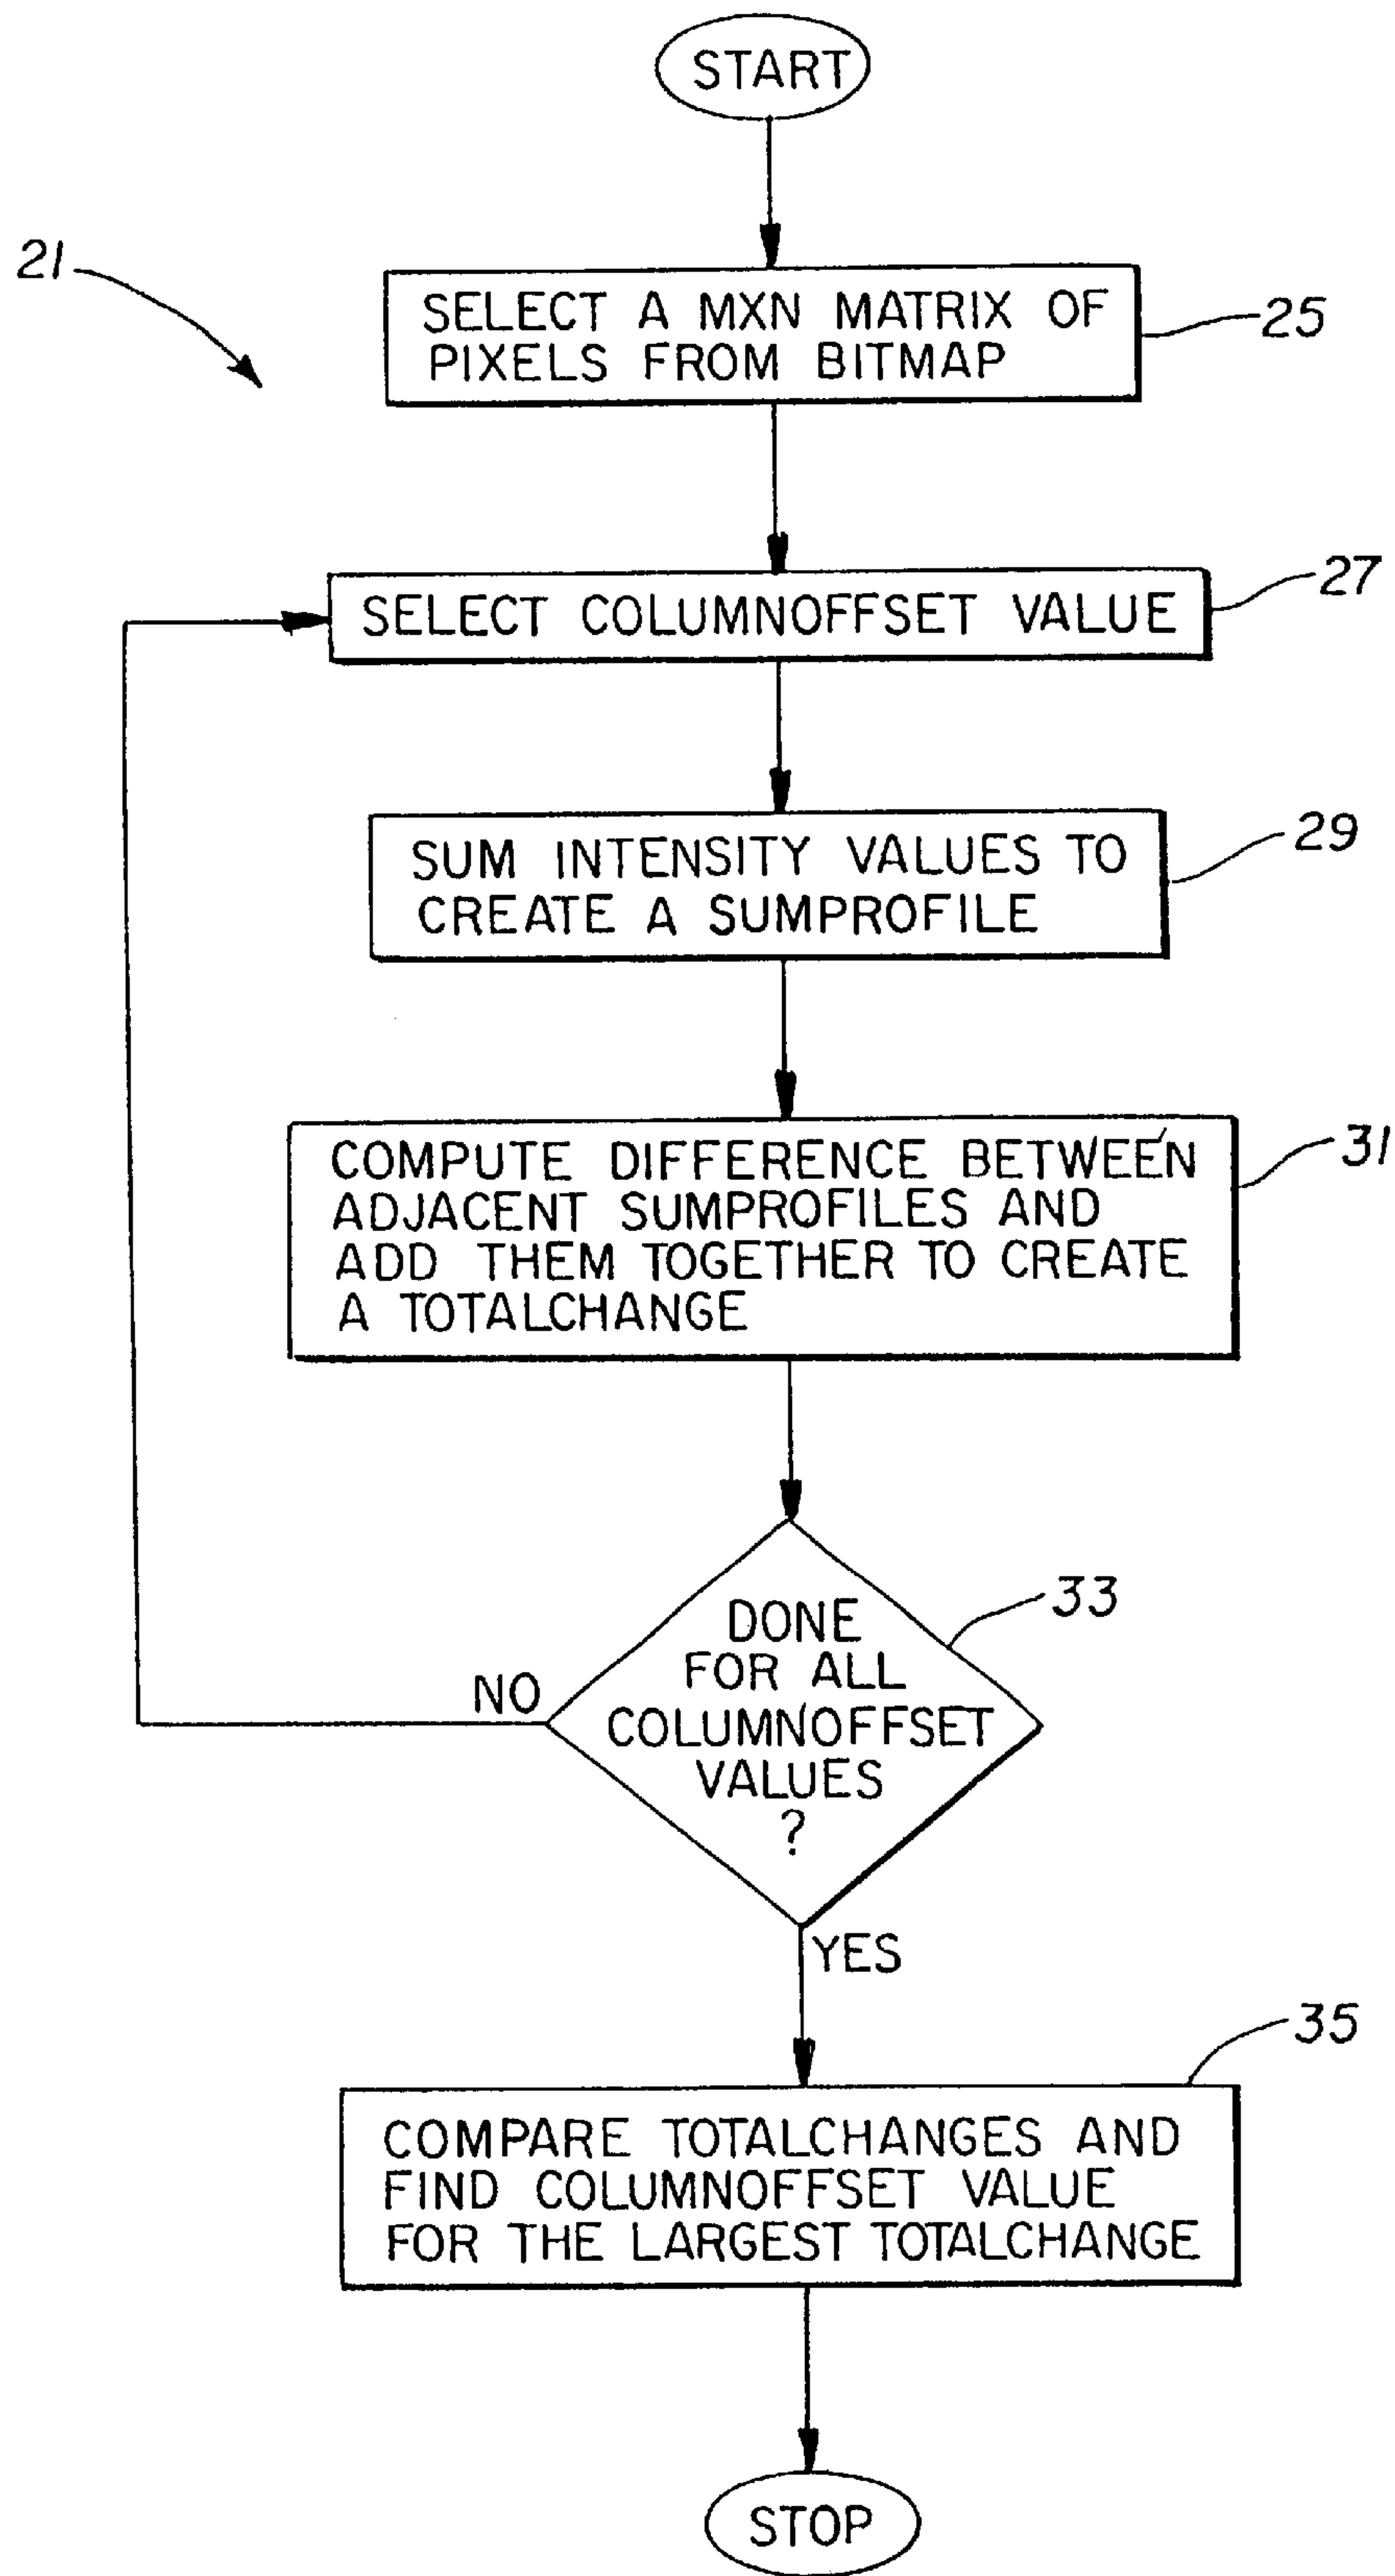 START
21
SELECT A MXN MATRIX OF
PIXELS FROM BITMAP
25
SELECT COLUMNOFFSET VALUE
27
SUM INTENSITY VALUES TO
CREATE A SUMPROFILE
29
COMPUTE DIFFERENCE BETWEEN
ADJACENT SUMPROFILES AND
ADD THEM TOGETHER TO CREATE
A TOTALCHANGE
31
DONE
FOR ALL
COLUMNOFFSET
VALUES
?
33
NO
YES
35
COMPARE TOTALCHANGES AND
FIND COLUMNOFFSET VALUE
FOR THE LARGEST TOTALCHANGE
STOP